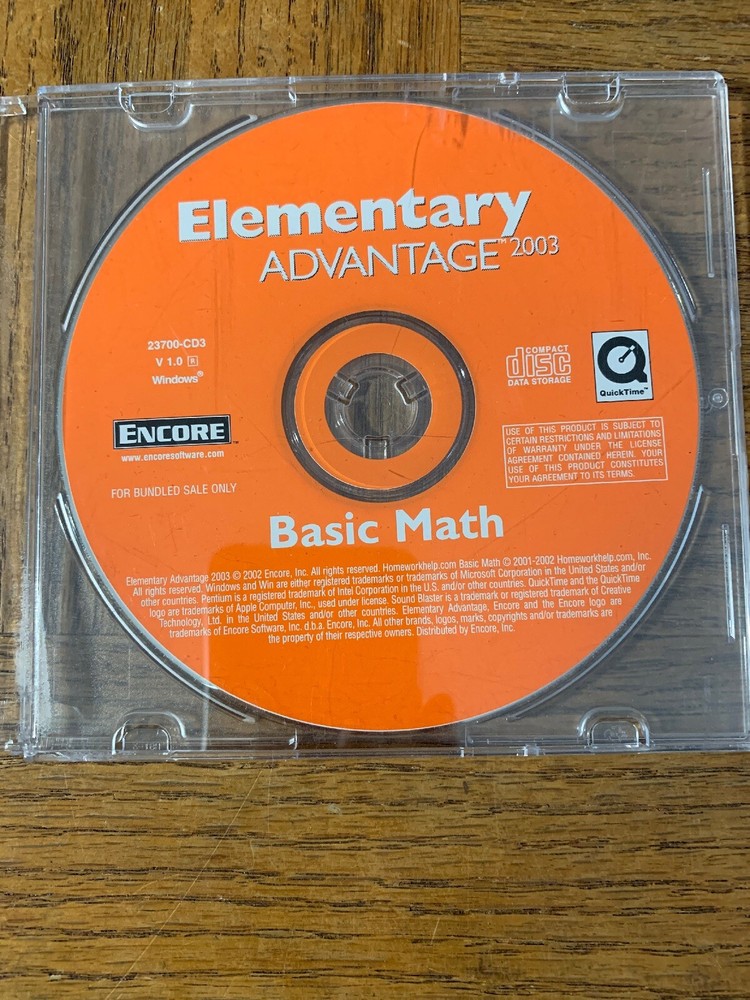 Elementary
ADVANTAGE™ 2003
23700-CD3
V 1.0 R
Windows®
COMPACT
disc
DATA STORAGE
QuickTime™
ENCORE™
www.encoresoftware.com
FOR BUNDLED SALE ONLY
USE OF THIS PRODUCT IS SUBJECT TO
CERTAIN RESTRICTIONS AND LIMITATIONS
OF WARRANTY UNDER THE LICENSE
AGREEMENT CONTAINED HEREIN. YOUR
USE OF THIS PRODUCT CONSTITUTES
YOUR AGREEMENT TO ITS TERMS.
Basic Math
Elementary Advantage 2003 © 2002 Encore, Inc. All rights reserved. Homeworkhelp.com Basic Math © 2001-2002 Homeworkhelp.com, Inc.
All rights reserved. Windows and Win are either registered trademarks or trademarks of Microsoft Corporation in the United States and/or
other countries. Pentium is a registered trademark of Intel Corporation in the U.S. and/or other countries. QuickTime and the QuickTime
logo are trademarks of Apple Computer, Inc., used under license. Sound Blaster is a trademark or registered trademark of Creative
Technology, Ltd. in the United States and/or other countries. Elementary Advantage, Encore and the Encore logo are
trademarks of Encore Software, Inc. d.b.a. Encore, Inc. All other brands, logos, marks, copyrights and/or trademarks are
the property of their respective owners. Distributed by Encore, Inc.